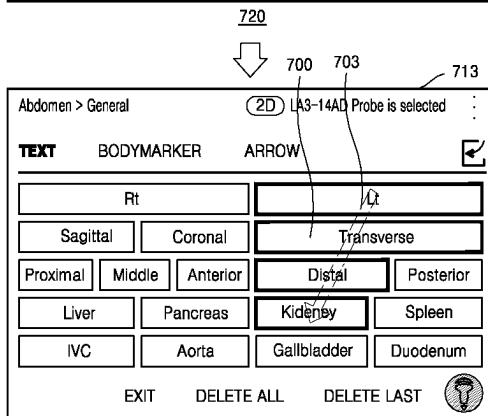 720
700 703
713
Abdomen > General 2D LA3-14AD Probe is selected
TEXT BODYMARKER ARROW
Rt Lt
Sagittal Coronal Transverse
Proximal Middle Anterior Distal Posterior
Liver Pancreas Kideney Spleen
IVC Aorta Gallbladder Duodenum
EXIT DELETE ALL DELETE LAST